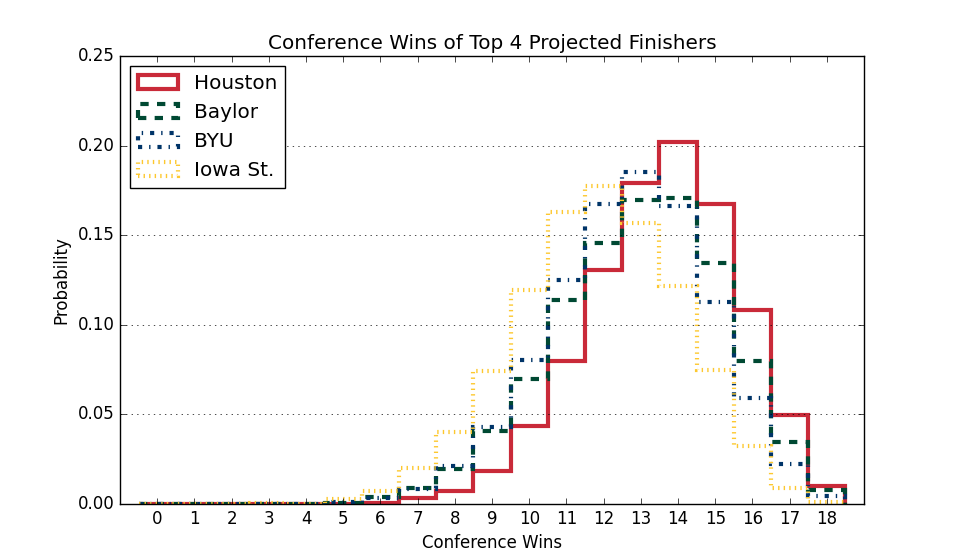 Conference Wins of Top 4 Projected Finishers
Houston
Baylor
BYU
Iowa St.
0.25
0.20
0.15
0.10
0.05
0.00
Probability
0 1 2 3 4 5 6 7 8 9 10 11 12 13 14 15 16 17 18
Conference Wins